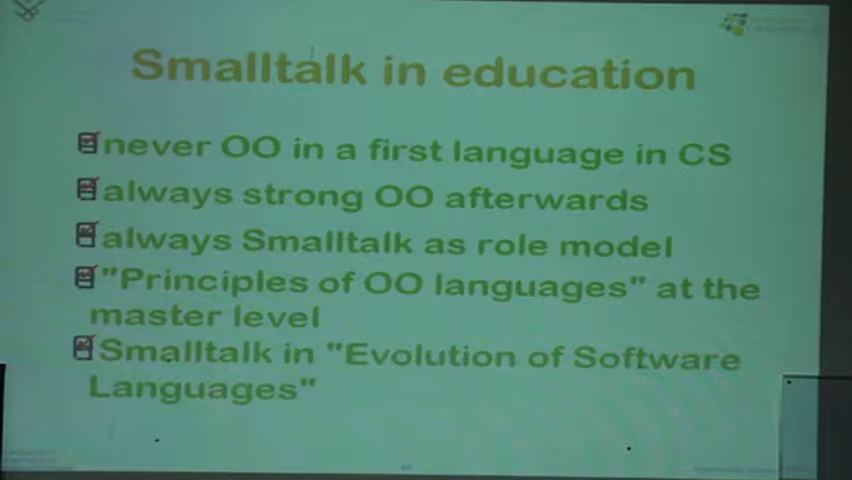 Smalltalk in education
never OO in a first language in CS
always strong OO afterwards
always Smalltalk as role model
"Principles of OO languages" at the
master level
Smalltalk in "Evolution of Software
Languages"